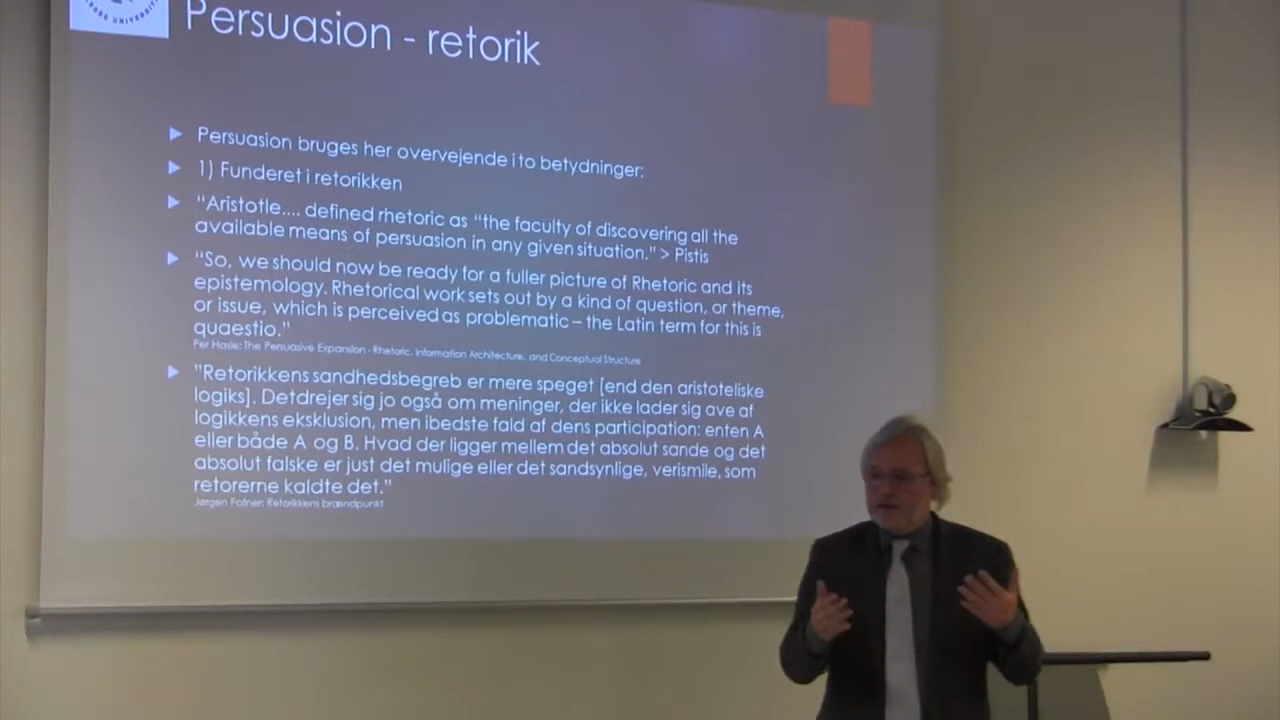 BORG UNIVERSIT
Persuasion - retorik
Persuasion bruges her overvejende i to betydninger:
1) Funderet i retorikken
“Aristotle.... defined rhetoric as “the faculty of discovering all the
available means of persuasion in any given situation.” > Pistis
“So, we should now be ready for a fuller picture of Rhetoric and its
epistemology. Rhetorical work sets out by a kind of question, or theme,
or issue, which is perceived as problematic – the Latin term for this is
quaestio.”
Per Hasle: The Persuasive Expansion - Rhetoric, Information Architecture, and Conceptual Structure
”Retorikkens sandhedsbegreb er mere speget [end den aristoteliske
logiks]. Det drejer sig jo også om meninger, der ikke lader sig ave af
logikkens eksklusion, men i bedste fald af dens participation: enten A
eller både A og B. Hvad der ligger mellem det absolut sande og det
absolut falske er just det mulige eller det sandsynlige, verismile, som
retorerne kaldte det.”
Jørgen Fafner: Retorikkens brændpunkt